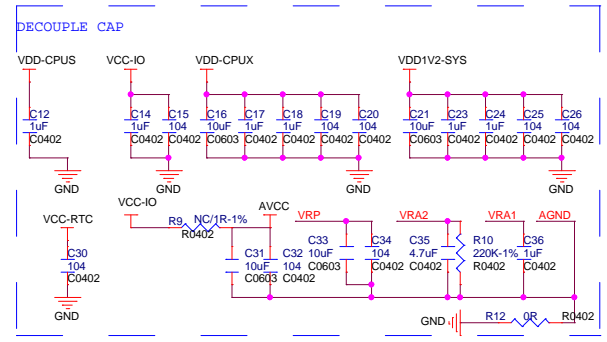 DECOUPLE CAP
VDD-CPUS
VCC-IO
VDD-CPUX
VDD1V2-SYS
C12
1uF
C0402
C14
1uF
C0402
C15
104
C0402
C16
10uF
C0603
C17
1uF
C0402
C18
1uF
C0402
C19
104
C0402
C20
104
C0402
C21
10uF
C0603
C23
1uF
C0402
C24
1uF
C0402
C25
104
C0402
C26
104
C0402
GND
GND
GND
GND
VCC-RTC
C30
104
C0402
GND
VCC-IO
R9
NC/1R-1%
R0402
AVCC
C31
10uF
C0603
C32
104
C0402
VRP
C33
10uF
C0603
C34
104
C0402
VRA2
C35
4.7uF
C0402
R10
220K-1%
R0402
VRA1
C36
1uF
C0402
AGND
GND
R12
0R
R0402